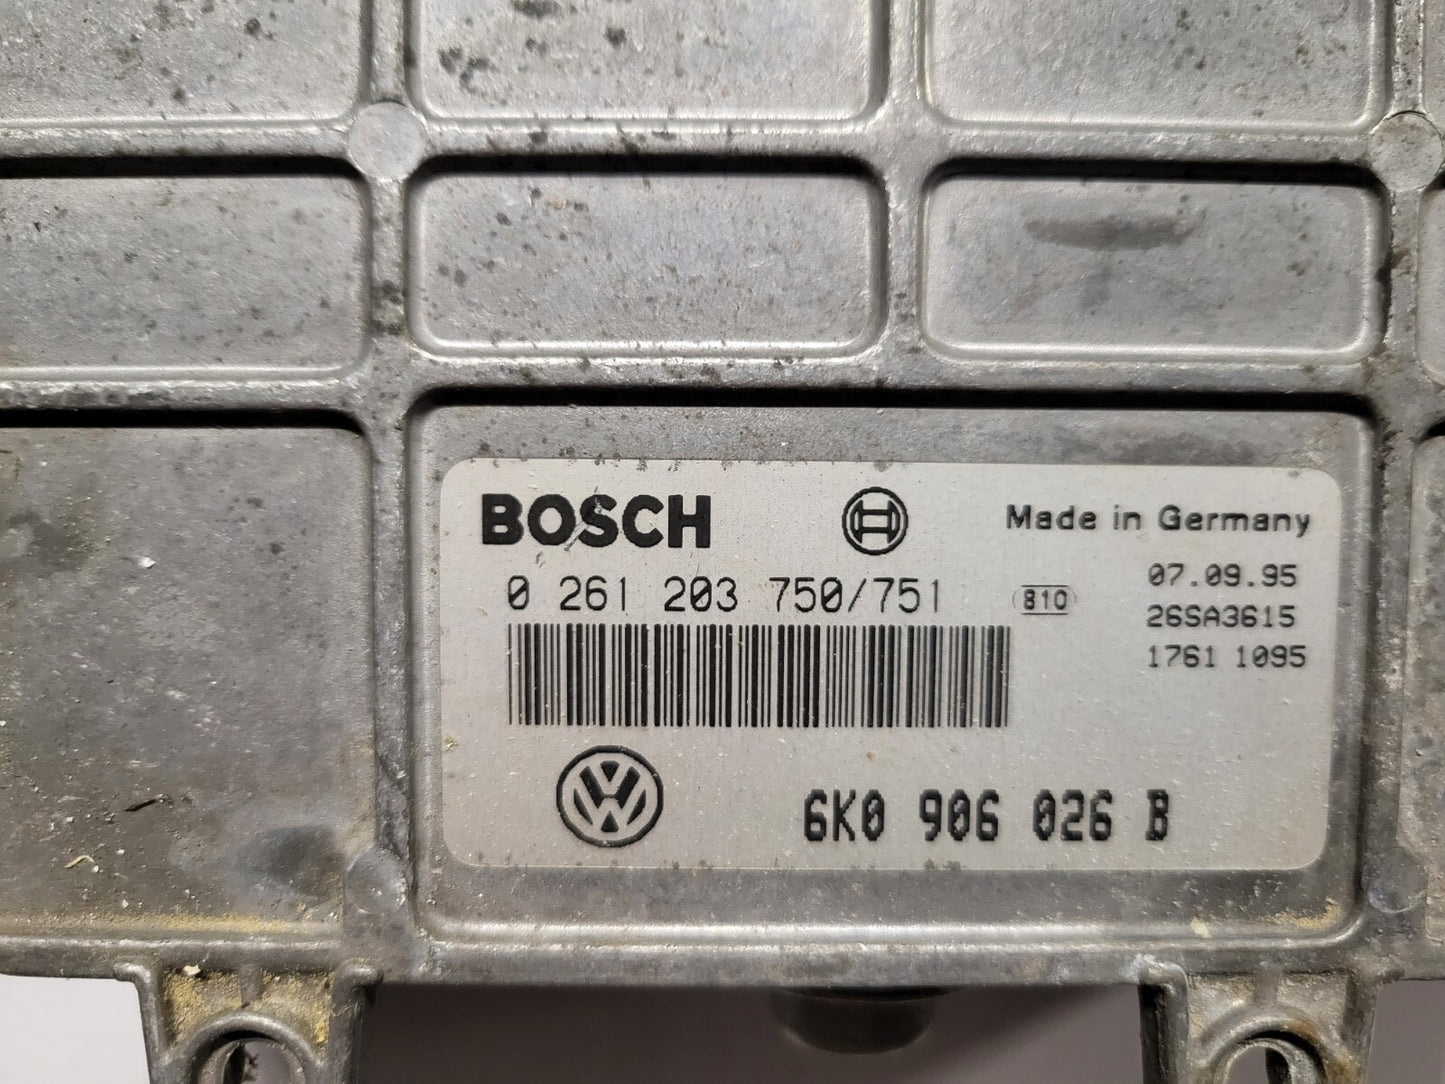 BOSCH
Made in Germany
0 261 203 750/751
810
07.09.95
26SA3615
1761 1095
6K0 906 026 B